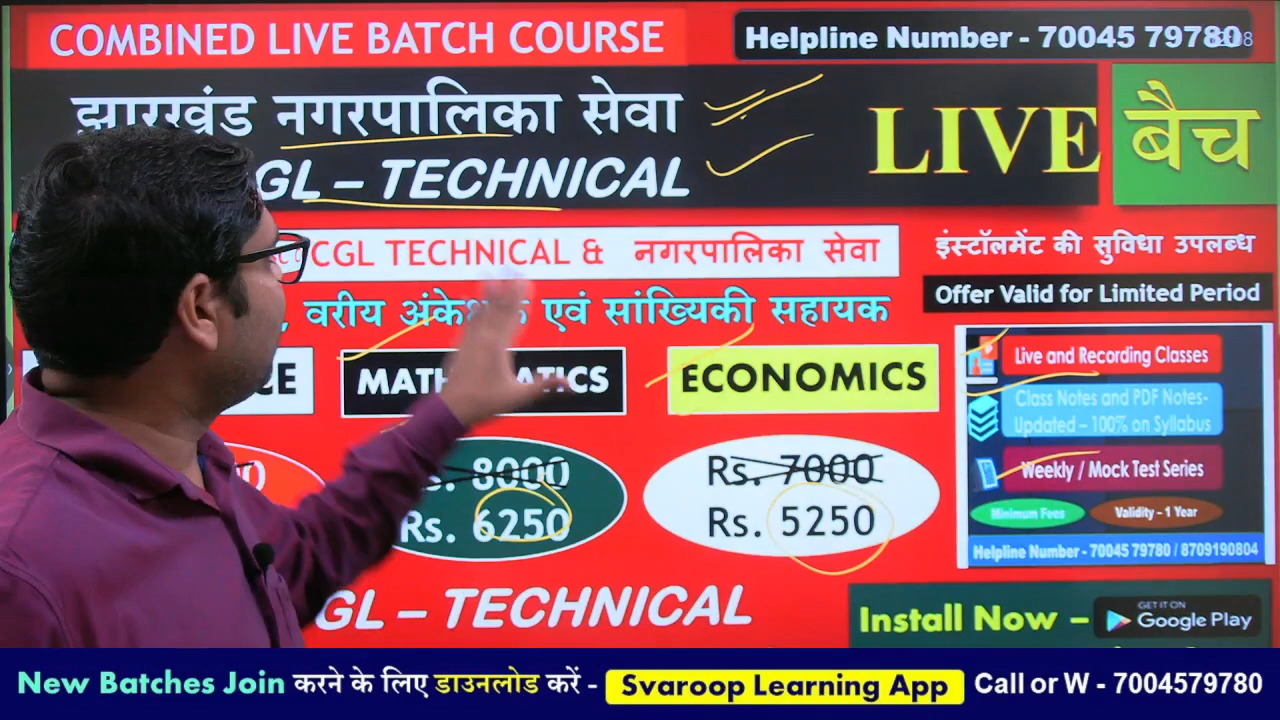 COMBINED LIVE BATCH COURSE
Helpline Number - 70045 79780
झारखंड नगरपालिका सेवा
GL – TECHNICAL
LIVE
बैच
CGL TECHNICAL & नगरपालिका सेवा
इंस्टॉलमेंट की सुविधा उपलब्ध
Offer Valid for Limited Period
, वरीय अंकेक्षक एवं सांख्यिकी सहायक
CE
MATHEMATICS
ECONOMICS
Live and Recording Classes
Class Notes and PDF Notes-
Updated – 100% on Syllabus
Weekly / Mock Test Series
Minimum Fees
Validity – 1 Year
Helpline Number - 70045 79780 / 8709190804
Rs. 8000
Rs. 6250
Rs. 7000
Rs. 5250
GL – TECHNICAL
Install Now –
GET IT ON
Google Play
New Batches Join करने के लिए डाउनलोड करें - Svaroop Learning App Call or W - 7004579780